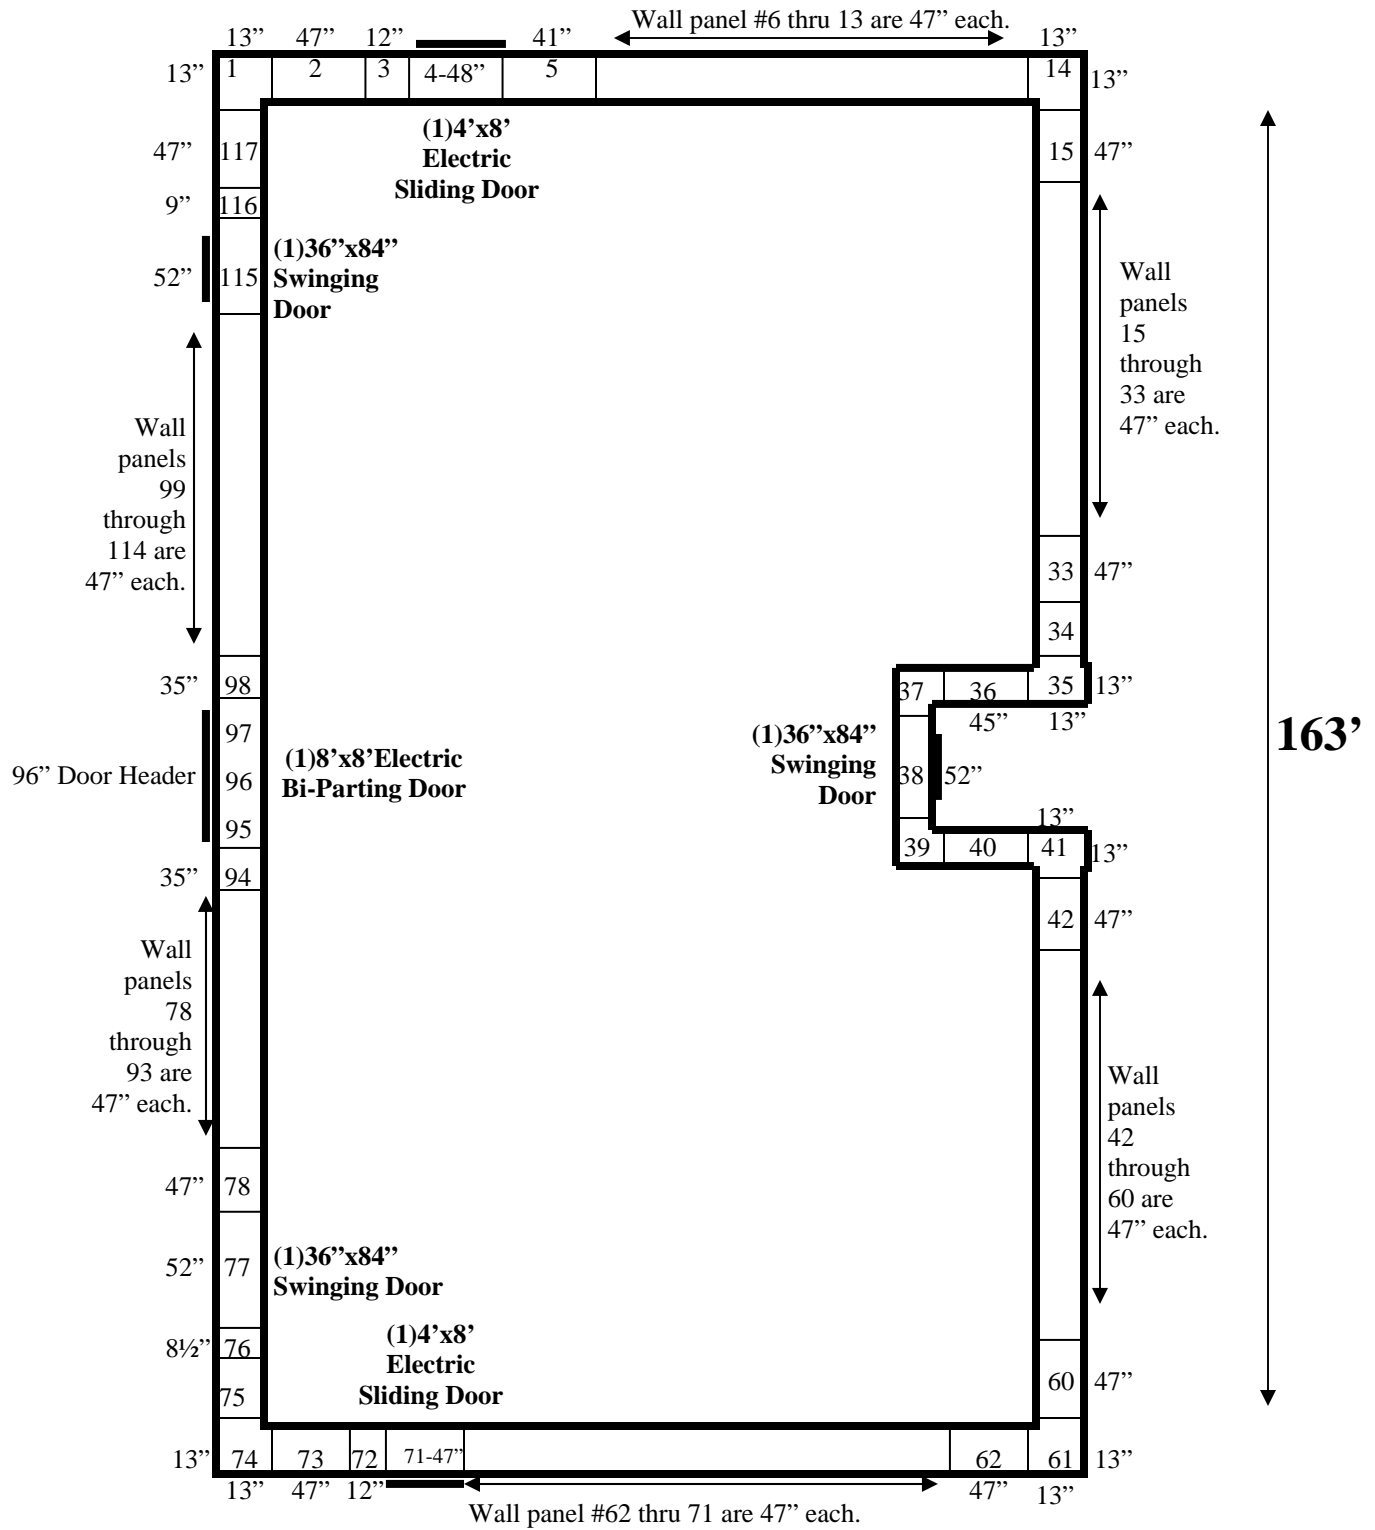 Wall panel #6 thru 13 are 47” each.
13” 47” 12” 41” 13”
13” 1 2 3 4-48” 5 14 13”
(1)4’x8’
Electric
Sliding Door
47” 117 15 47”
9” 116
(1)36”x84”
Swinging
Door
52” 115
Wall
panels
15
through
33 are
47” each.
Wall
panels
99
through
114 are
47” each.
33 47”
34
35” 98
37 36 35 13”
45” 13”
163’
97
96” Door Header 96
95
(1)8’x8’Electric
Bi-Parting Door
(1)36”x84”
Swinging
Door
38 52”
13”
39 40 41 13”
35” 94
42 47”
Wall
panels
78
through
93 are
47” each.
Wall
panels
42
through
60 are
47” each.
47” 78
52” 77
(1)36”x84”
Swinging Door
8½” 76
(1)4’x8’
Electric
Sliding Door
75
60 47”
13” 74 73 72 71-47” 62 61 13”
13” 47” 12” 47” 13”
Wall panel #62 thru 71 are 47” each.